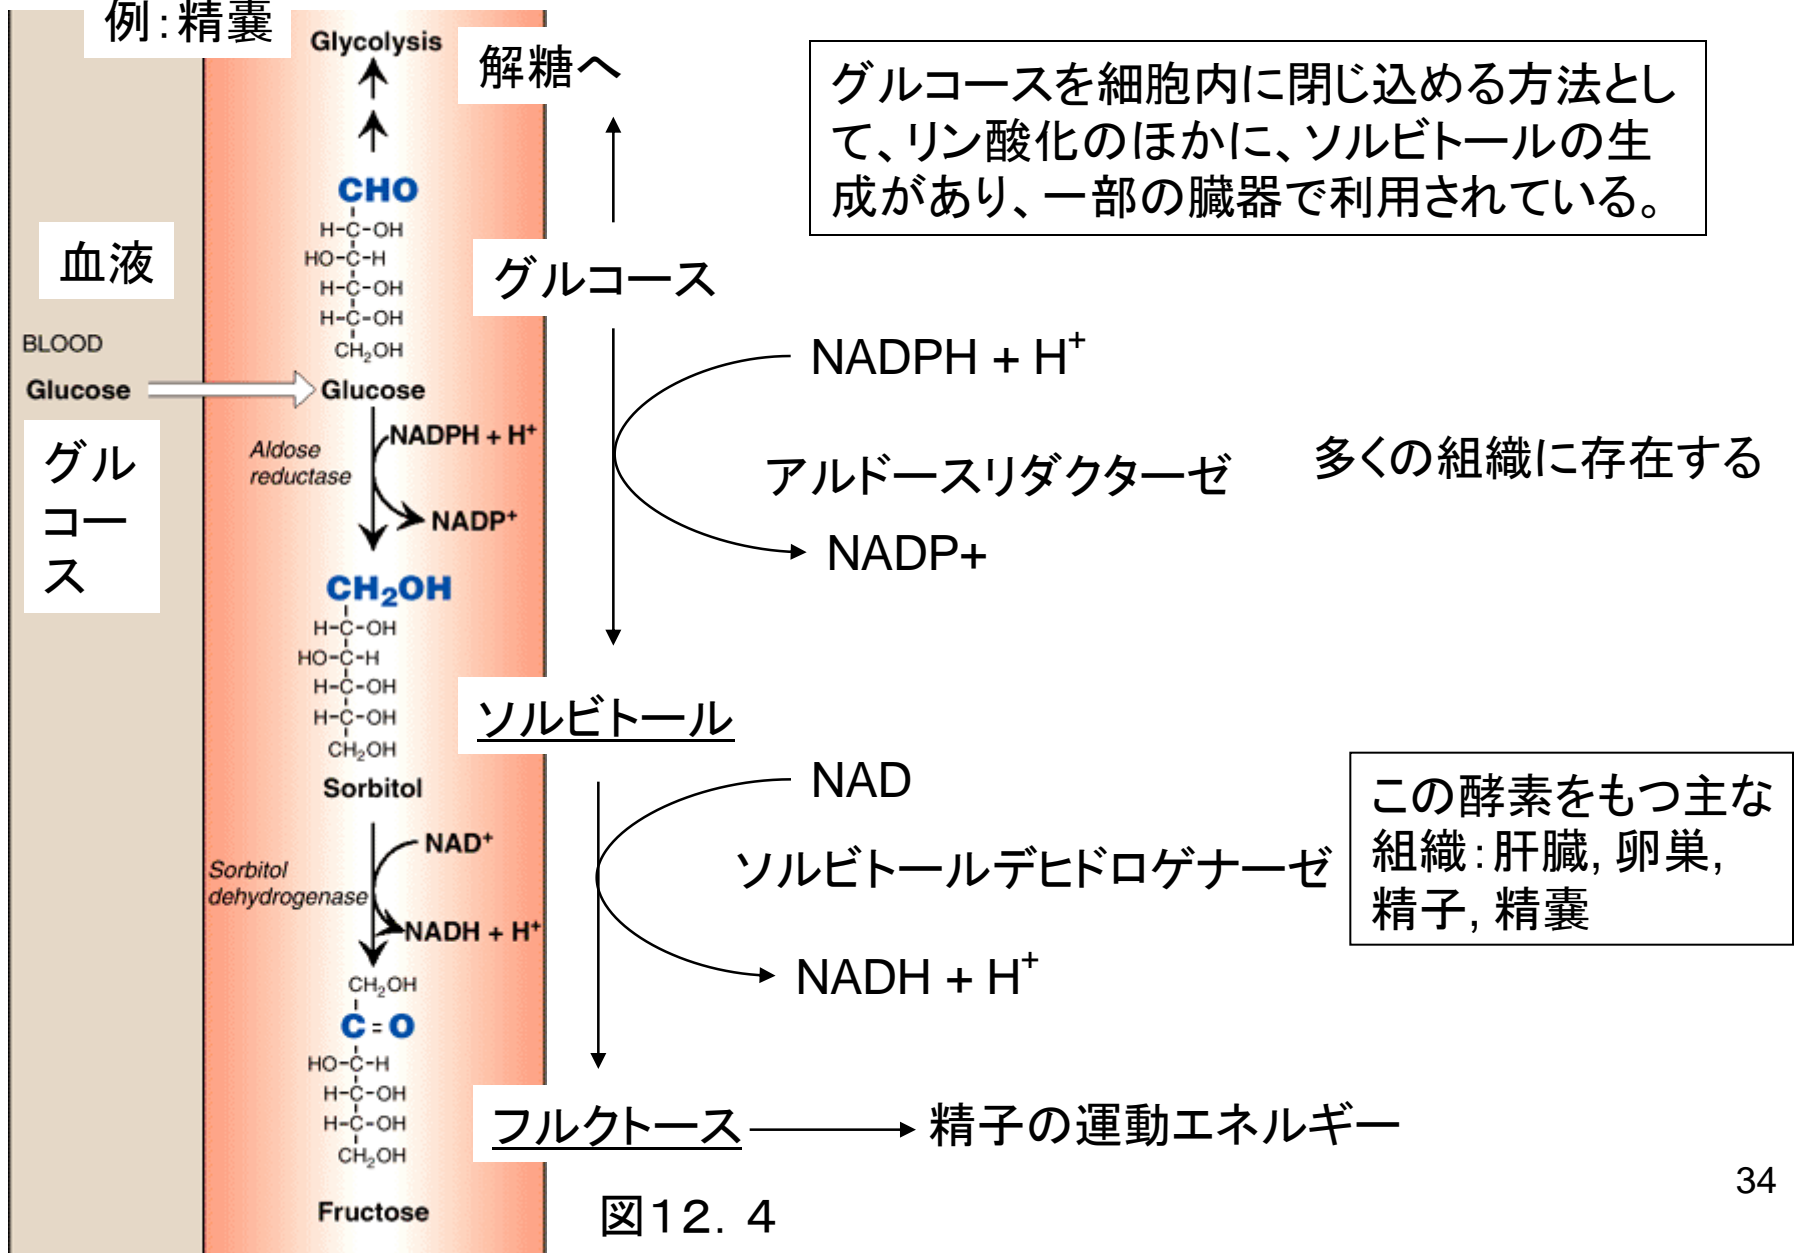 例：精嚢
Glycolysis
解糖へ
グルコースを細胞内に閉じ込める方法とし
て、リン酸化のほかに、ソルビトールの生
成があり、一部の臓器で利用されている。
CHO
H-C-OH
HO-C-H
H-C-OH
H-C-OH
CH₂OH
血液
グルコース
BLOOD
Glucose
Glucose
グル
コー
ス
Aldose
reductase
NADPH + H⁺
NADP⁺
NADPH + H⁺
アルドースリダクターゼ
多くの組織に存在する
NADP+
CH₂OH
H-C-OH
HO-C-H
H-C-OH
H-C-OH
CH₂OH
Sorbitol
ソルビトール
Sorbitol
dehydrogenase
NAD⁺
NADH + H⁺
NAD
ソルビトールデヒドロゲナーゼ
NADH + H⁺
この酵素をもつ主な
組織：肝臓, 卵巣,
精子, 精嚢
CH₂OH
C=O
HO-C-H
H-C-OH
H-C-OH
CH₂OH
Fructose
フルクトース
精子の運動エネルギー
図１２．４
34